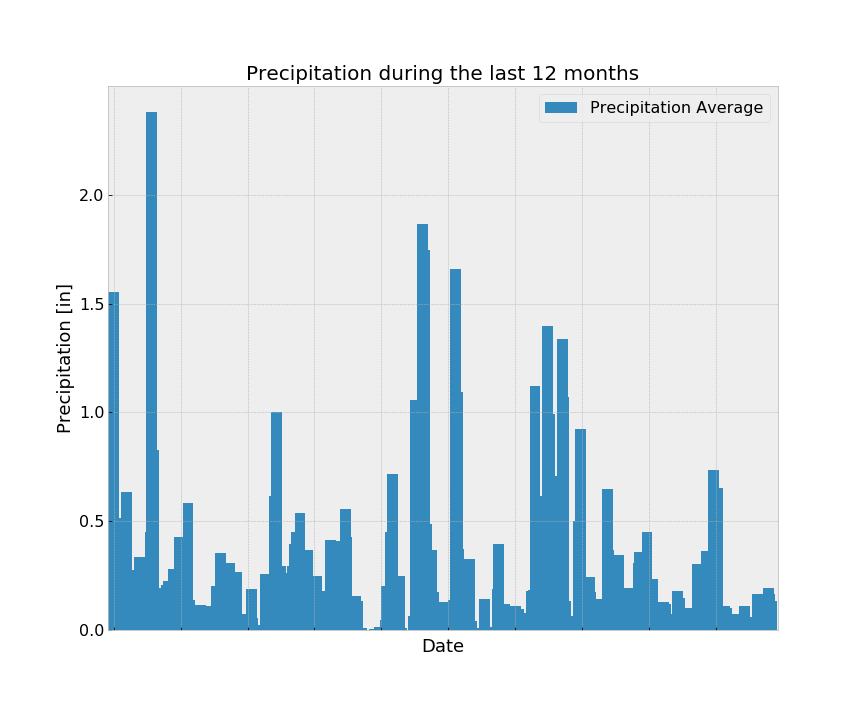 Precipitation during the last 12 months
Precipitation Average
Precipitation [in]
2.0
1.5
1.0
0.5
0.0
Date